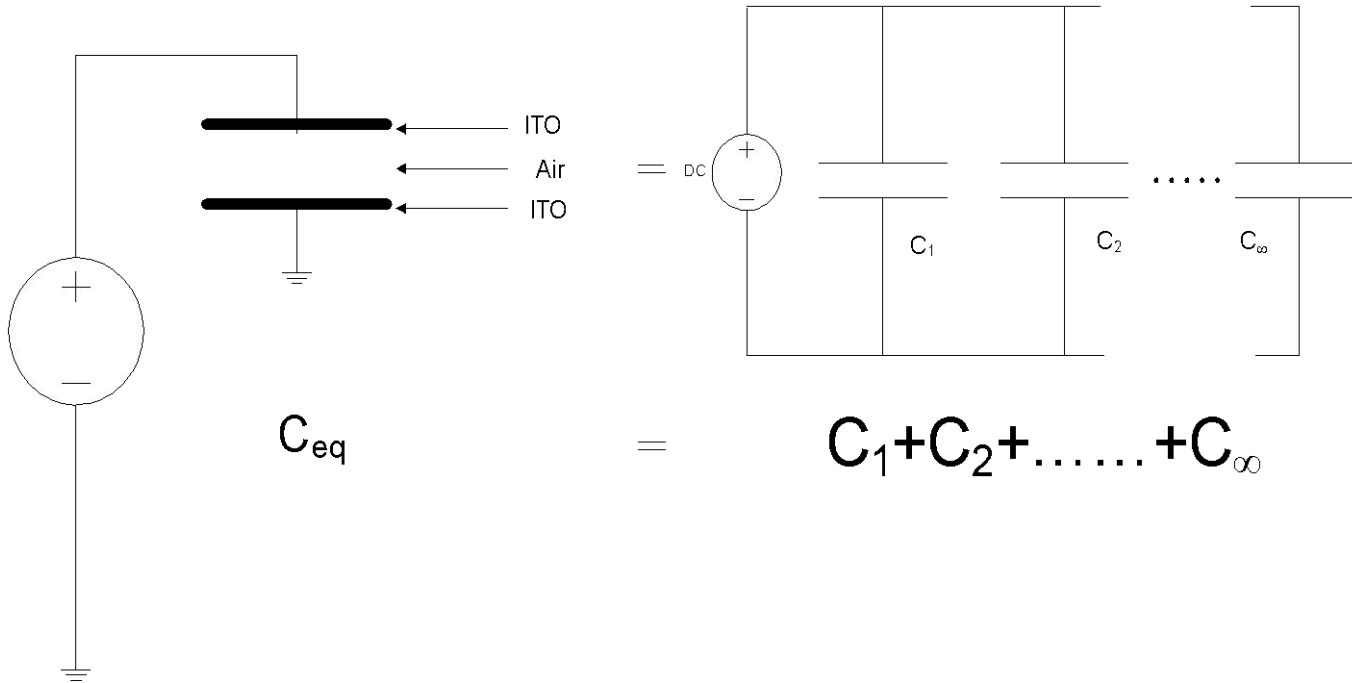 ITO
Air
ITO
= DC + −
+
−
.....
C₁ C₂ C∞
Ceq = C₁+C₂+......+C∞